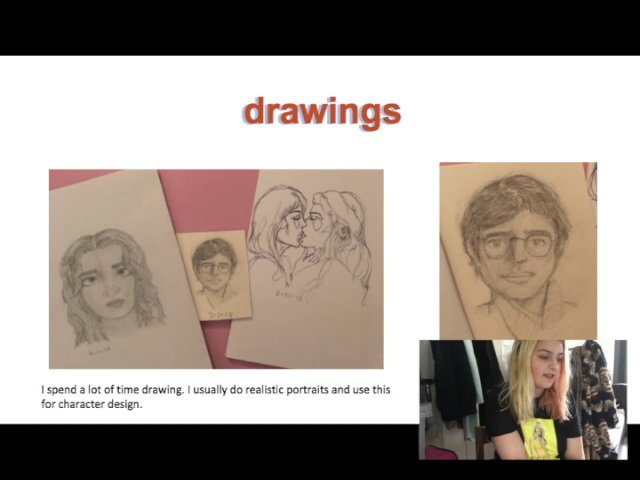 drawings
I spend a lot of time drawing. I usually do realistic portraits and use this
for character design.